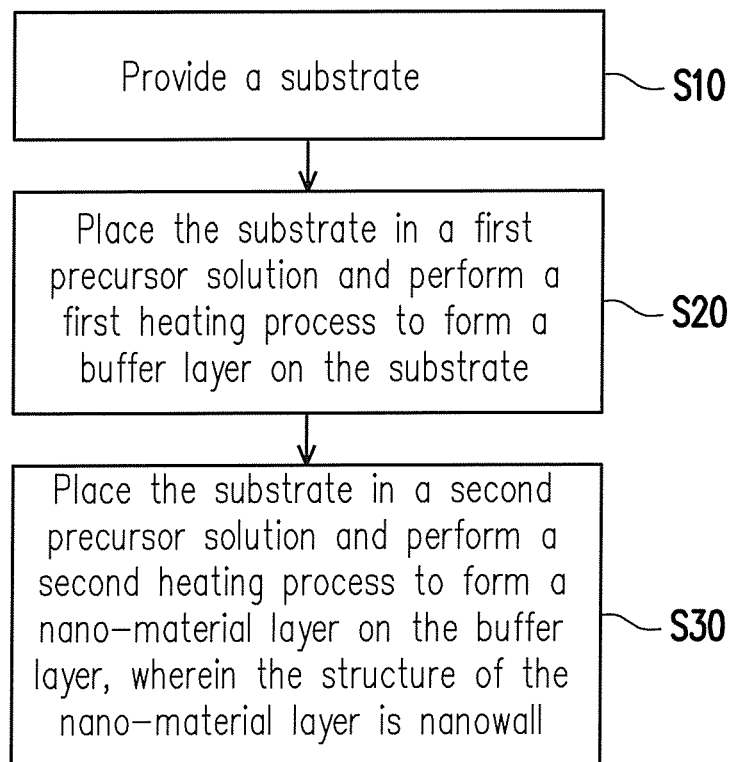 Provide a substrate
S10
Place the substrate in a first
precursor solution and perform a
first heating process to form a
buffer layer on the substrate
S20
Place the substrate in a second
precursor solution and perform a
second heating process to form a
nano-material layer on the buffer
layer, wherein the structure of the
nano-material layer is nanowall
S30